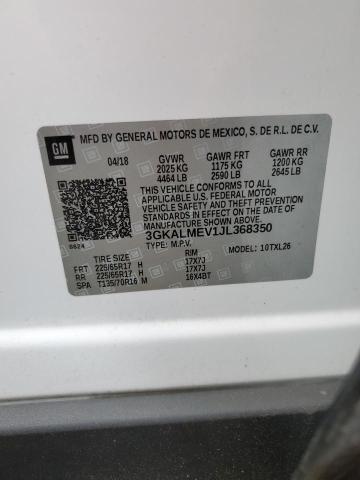 GM
MFD BY GENERAL MOTORS DE MEXICO, S. DE R.L. DE C.V.
04/18 GVWR GAWR FRT GAWR RR
2025 KG 1175 KG 1200 KG
4464 LB 2590 LB 2645 LB
THIS VEHICLE CONFORMS TO ALL
APPLICABLE U.S. FEDERAL MOTOR
VEHICLE SAFETY, BUMPER, AND THEFT
PREVENTION STANDARDS IN EFFECT ON
THE DATE OF MANUFACTURE SHOWN ABOVE.
3GKALMEV1JL368350
8624 TYPE: M.P.V. MODEL: 10TXL26
TIRE SIZE RIM
FRT 225/65R17 H 17X7J
RR 225/65R17 H 17X7J
SPA T135/70R16 M 16X4BT